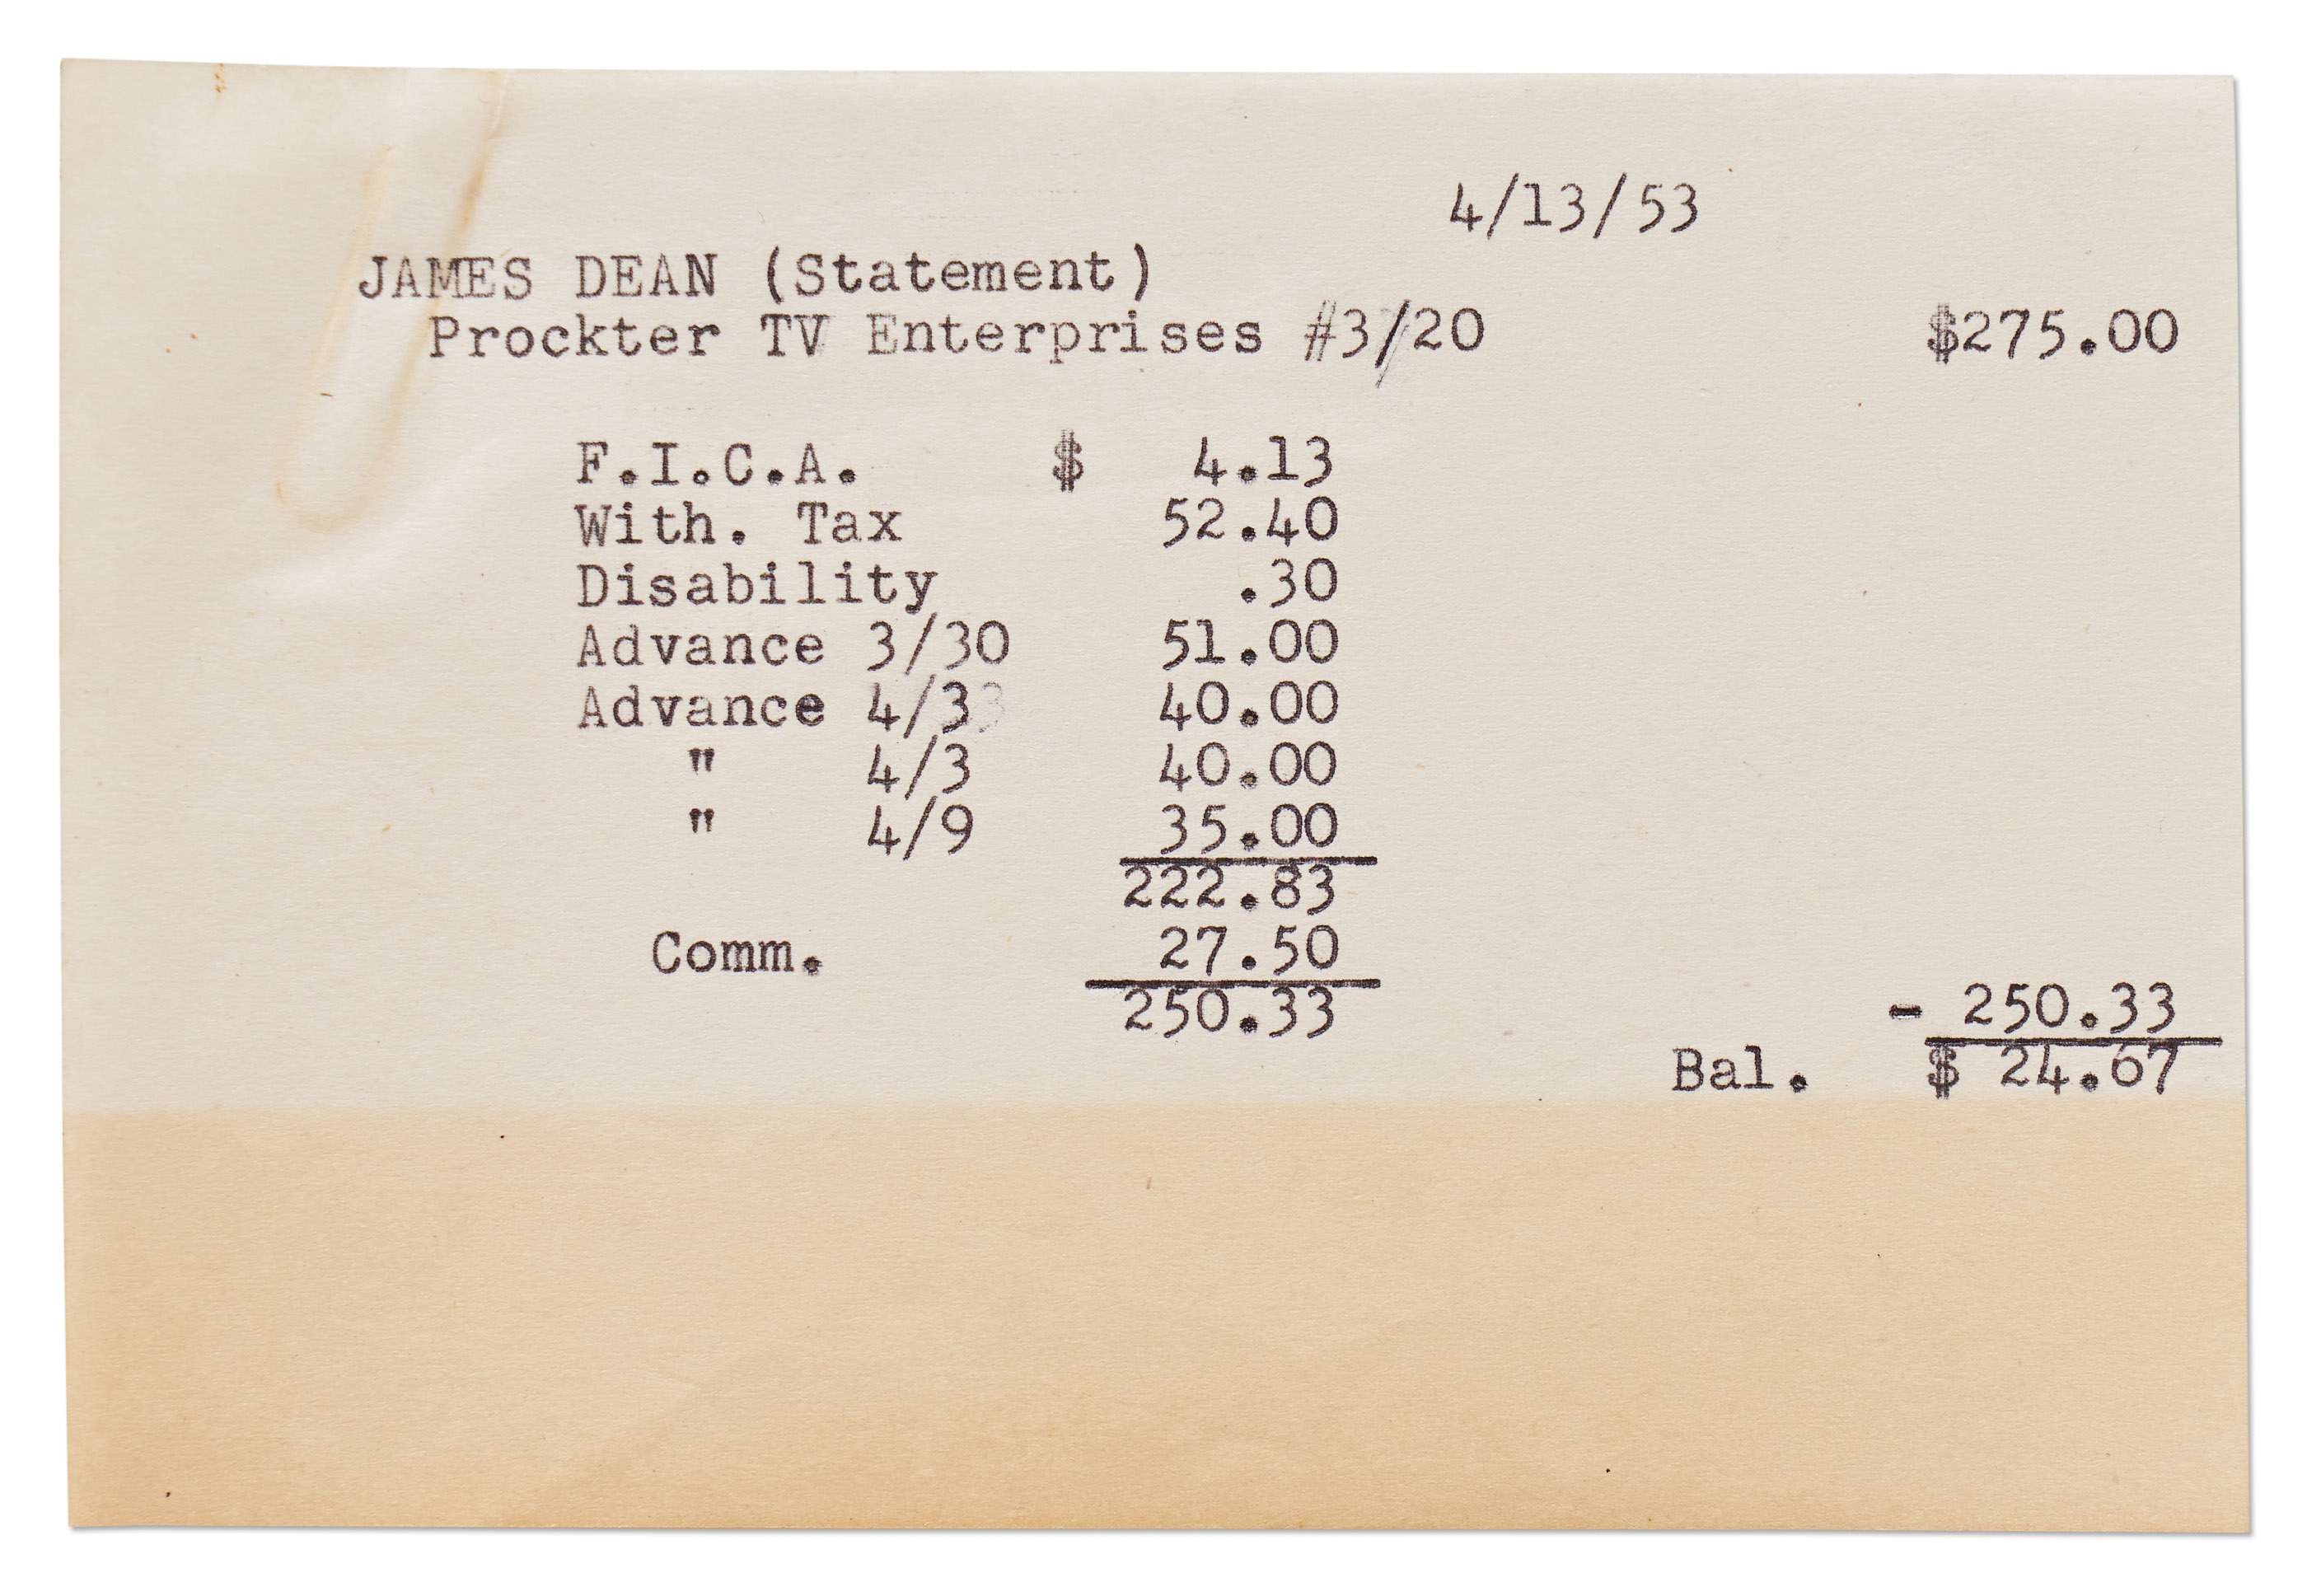 4/13/53
JAMES DEAN (Statement)
Prockter TV Enterprises #3/20 $275.00
F.I.C.A. $ 4.13
With. Tax 52.40
Disability .30
Advance 3/30 51.00
Advance 4/33 40.00
" 4/3 40.00
" 4/9 35.00
222.83
Comm. 27.50
250.33 - 250.33
Bal. $ 24.67